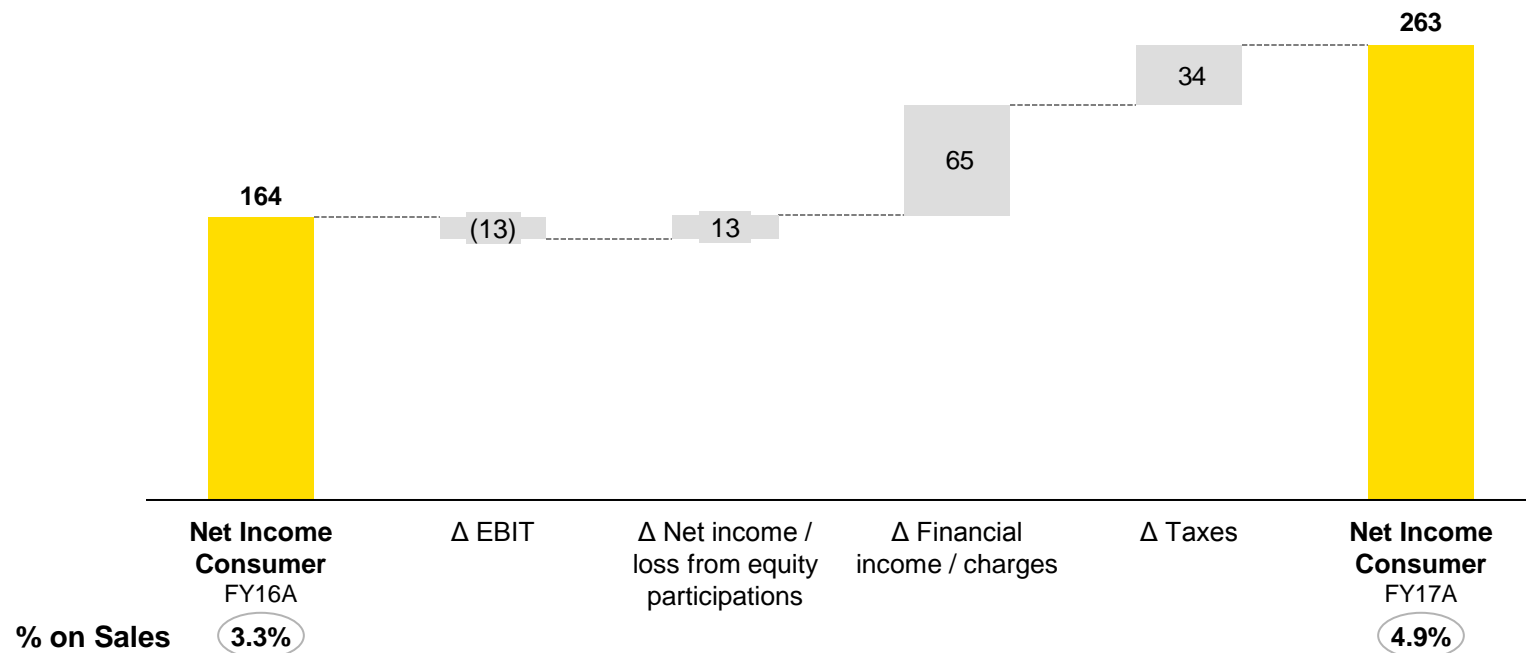 263
34
65
164
(13)
13
Net Income
Consumer
FY16A
Δ EBIT
Δ Net income /
loss from equity
participations
Δ Financial
income / charges
Δ Taxes
Net Income
Consumer
FY17A
% on Sales
3.3%
4.9%